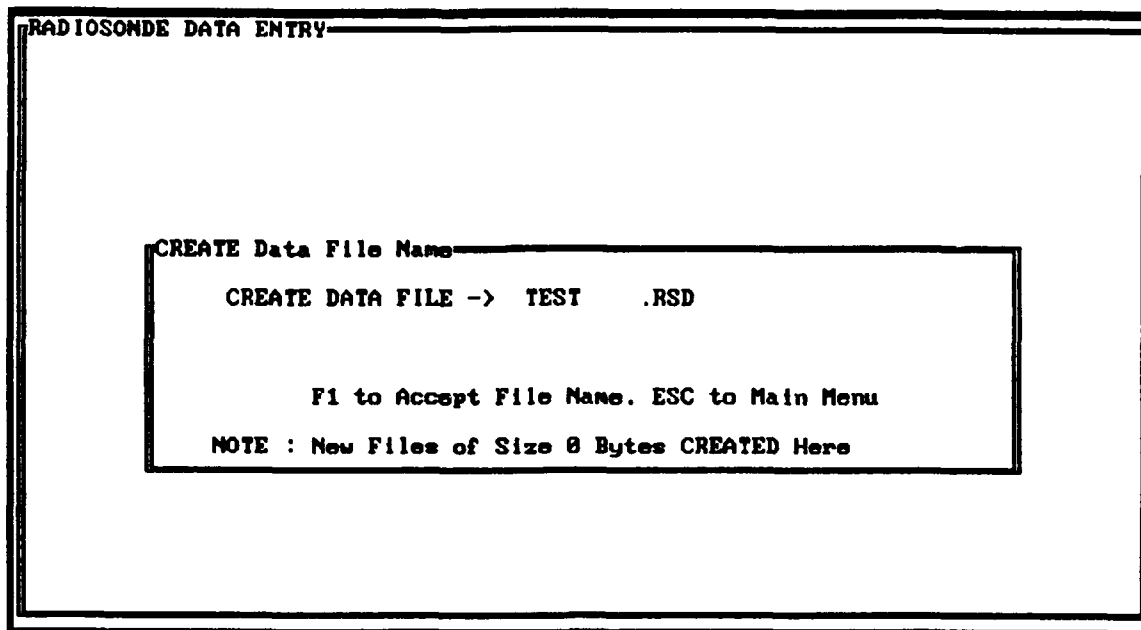 RADIOSONDE DATA ENTRY
CREATE Data File Name
CREATE DATA FILE -> TEST .RSD
F1 to Accept File Name. ESC to Main Menu
NOTE : New Files of Size 0 Bytes CREATED Here